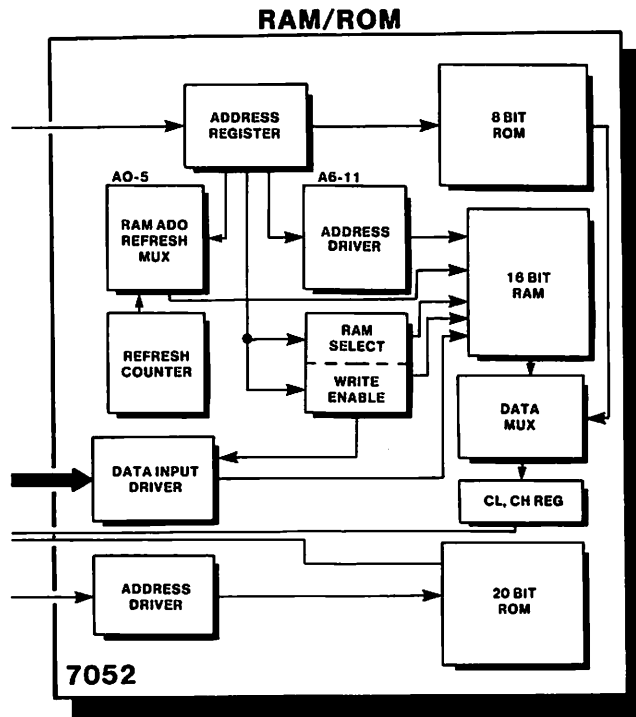 RAM/ROM
ADDRESS
REGISTER
8 BIT
ROM
A0-5
A6-11
RAM ADO
REFRESH
MUX
ADDRESS
DRIVER
16 BIT
RAM
REFRESH
COUNTER
RAM
SELECT
WRITE
ENABLE
DATA
MUX
DATA INPUT
DRIVER
CL, CH REG
ADDRESS
DRIVER
20 BIT
ROM
7052